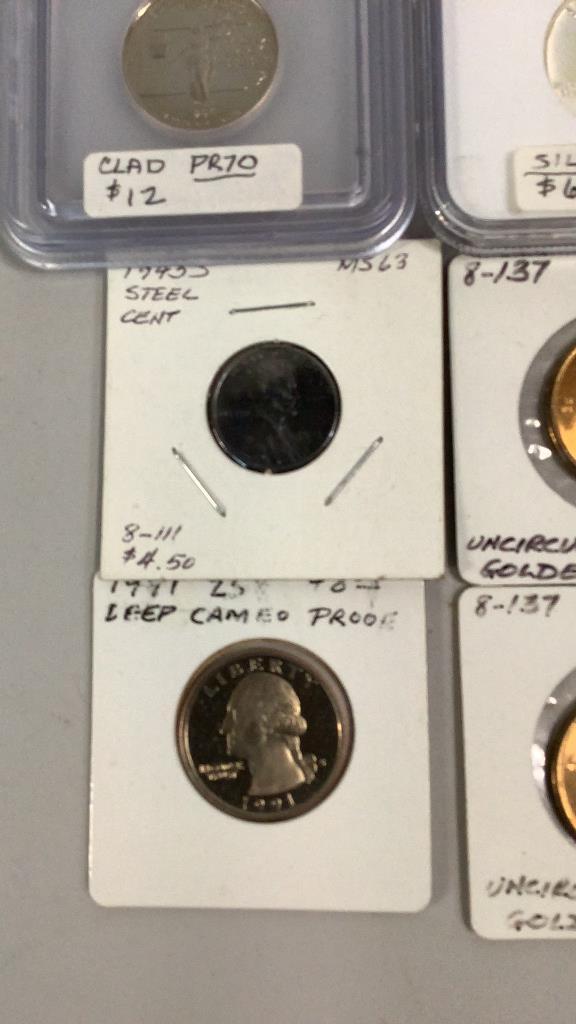 CLAD PR70
$12
SIL
$6
1943S MS63
STEEL
CENT
8-111
$4.50
8-137
UNCIRCU
GOLDE
1991 25¢
DEEP CAMEO PROOF
LIBERTY
1991
8-137
UNCIRC
GOLD